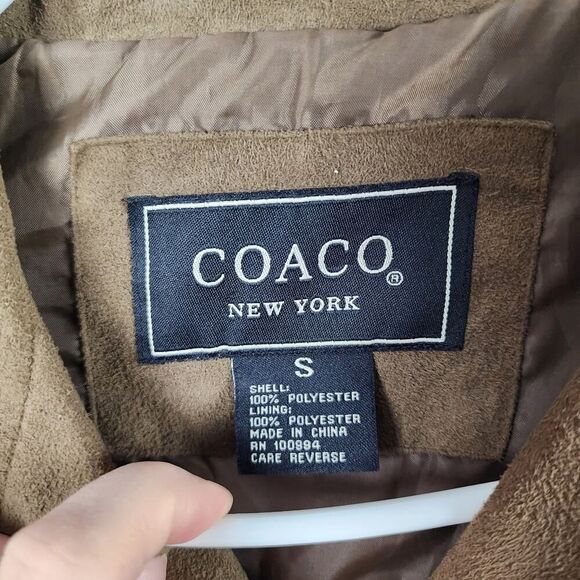 COACO®
NEW YORK
S
SHELL:
100% POLYESTER
LINING:
100% POLYESTER
MADE IN CHINA
RN 100994
CARE REVERSE